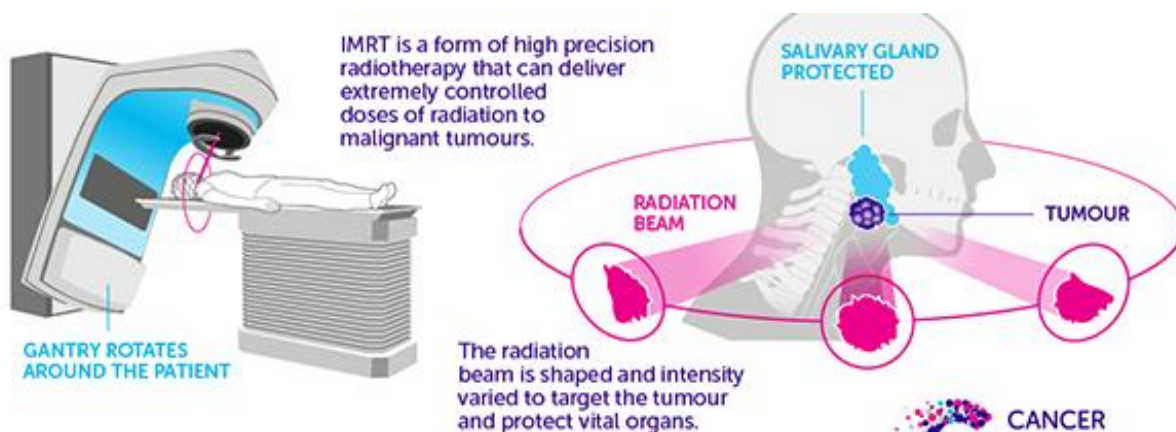 IMRT is a form of high precision
radiotherapy that can deliver
extremely controlled
doses of radiation to
malignant tumours.
GANTRY ROTATES
AROUND THE PATIENT
SALIVARY GLAND
PROTECTED
RADIATION
BEAM
TUMOUR
The radiation
beam is shaped and intensity
varied to target the tumour
and protect vital organs.
CANCER